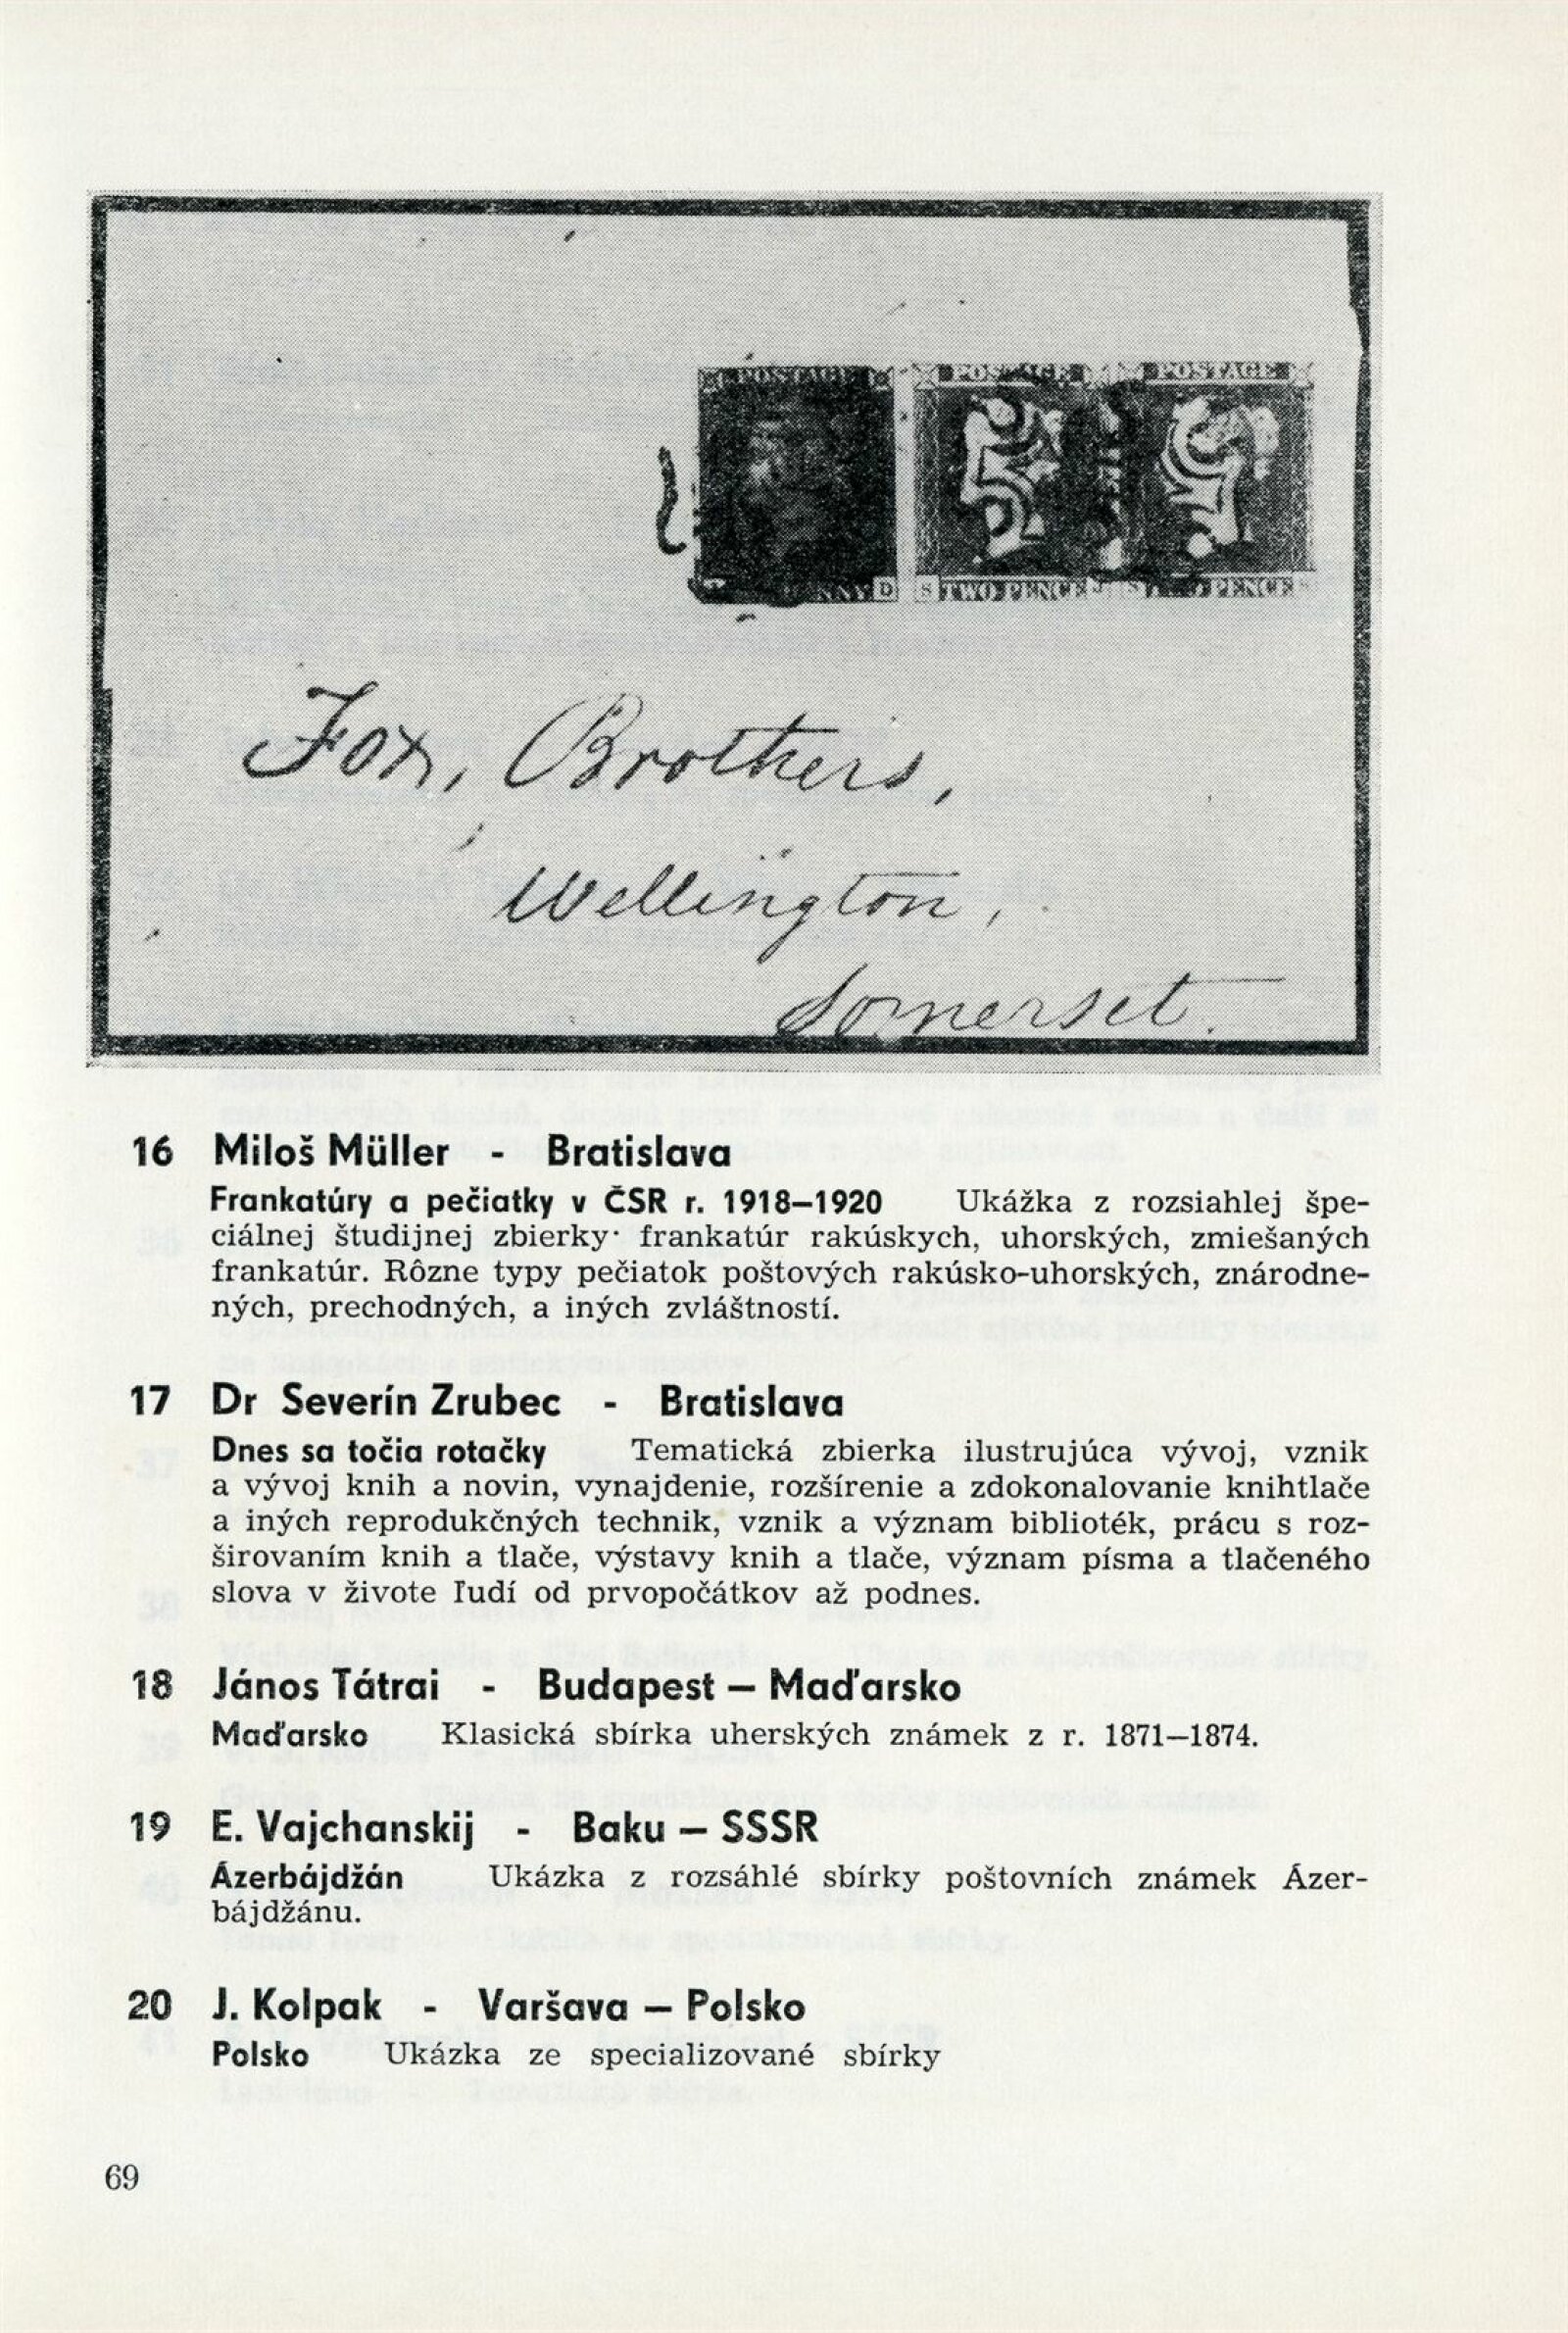 POSTAGE POSTAGE POSTAGE
D S TWO PENCE S PENCE
Fox, Brothers,
Wellington,
Somerset.
16 Miloš Müller - Bratislava
Frankatúry a pečiatky v ČSR r. 1918—1920 Ukážka z rozsiahlej špe-
ciálnej študijnej zbierky· frankatúr rakúskych, uhorských, zmiešaných
frankatúr. Rôzne typy pečiatok poštových rakúsko-uhorských, znárodne-
ných, prechodných, a iných zvláštností.
17 Dr Severín Zrubec - Bratislava
Dnes sa točia rotačky Tematická zbierka ilustrujúca vývoj, vznik
a vývoj knih a novin, vynajdenie, rozšírenie a zdokonalovanie knihtlače
a iných reprodukčných technik, vznik a význam biblioték, prácu s roz-
širovaním knih a tlače, výstavy knih a tlače, význam písma a tlačeného
slova v živote ľudí od prvopočátkov až podnes.
18 János Tátrai - Budapest — Maďarsko
Maďarsko Klasická sbírka uherských známek z r. 1871—1874.
19 E. Vajchanskij - Baku — SSSR
Ázerbájdžán Ukázka z rozsáhlé sbírky poštovních známek Ázer-
bájdžánu.
20 J. Kolpak - Varšava — Polsko
Polsko Ukázka ze specializované sbírky
69